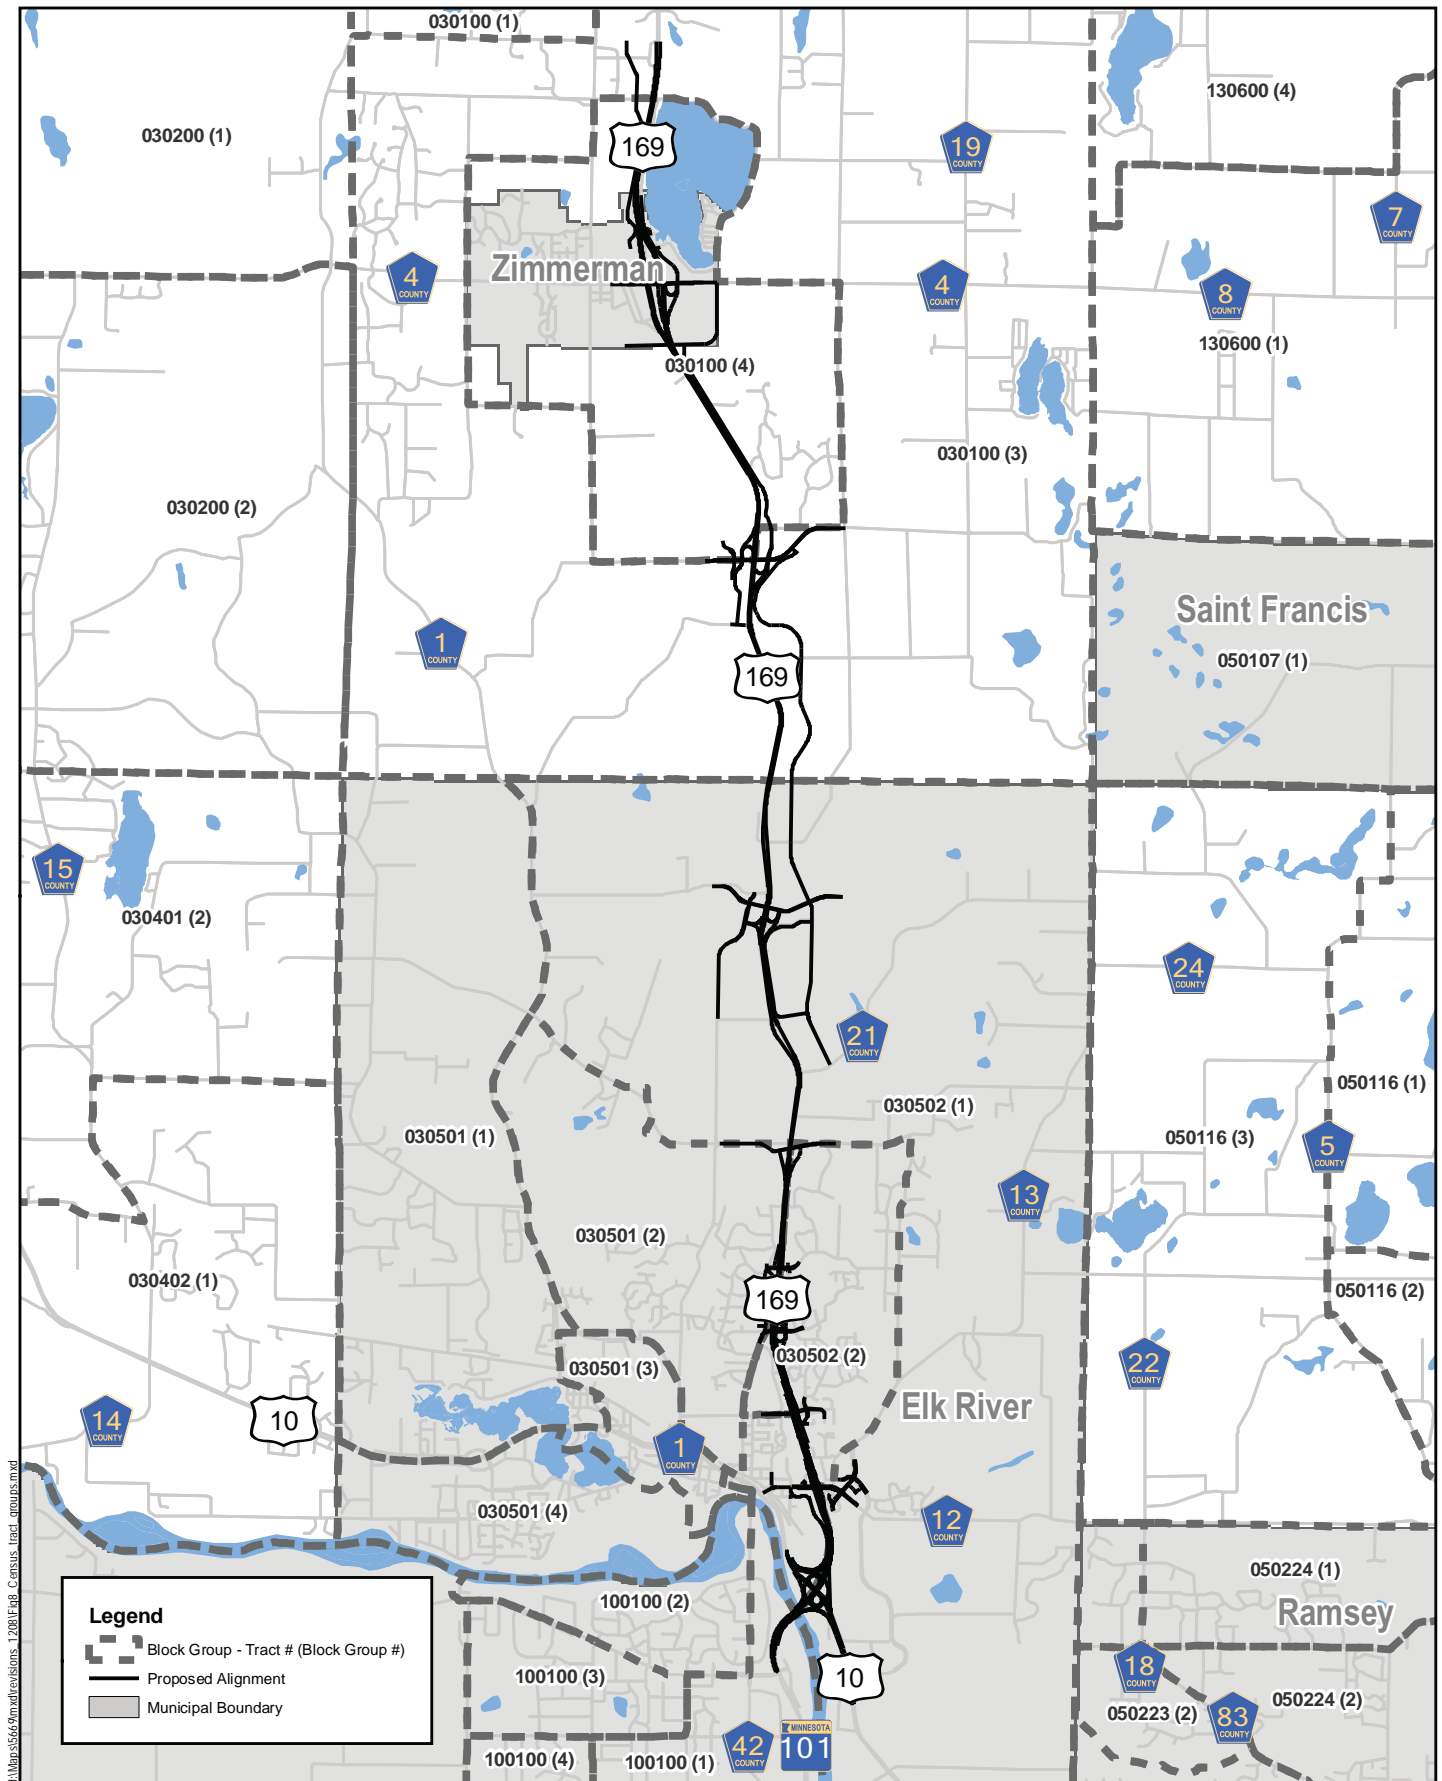 030100 (1)
130600 (4)
030200 (1)
169
19
COUNTY
7
COUNTY
Zimmerman
4
COUNTY
4
COUNTY
8
COUNTY
130600 (1)
030100 (4)
030100 (3)
030200 (2)
Saint Francis
050107 (1)
1
COUNTY
169
15
COUNTY
030401 (2)
24
COUNTY
21
COUNTY
050116 (1)
030502 (1)
030501 (1)
050116 (3)
5
COUNTY
13
COUNTY
030501 (2)
030402 (1)
050116 (2)
169
030502 (2)
030501 (3)
22
COUNTY
Elk River
14
COUNTY
10
1
COUNTY
030501 (4)
12
COUNTY
050224 (1)
100100 (2)
Ramsey
Legend
Block Group - Tract # (Block Group #)
Proposed Alignment
Municipal Boundary
100100 (3)
10
18
COUNTY
050223 (2)
050224 (2)
83
COUNTY
42
COUNTY
MINNESOTA
101
100100 (4)
100100 (1)